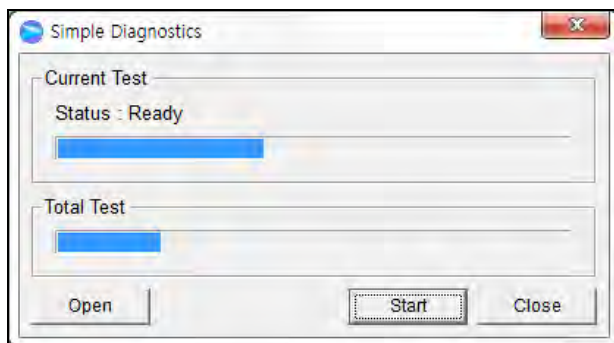 Simple Diagnostics
Current Test
Status : Ready
Total Test
Open Start Close